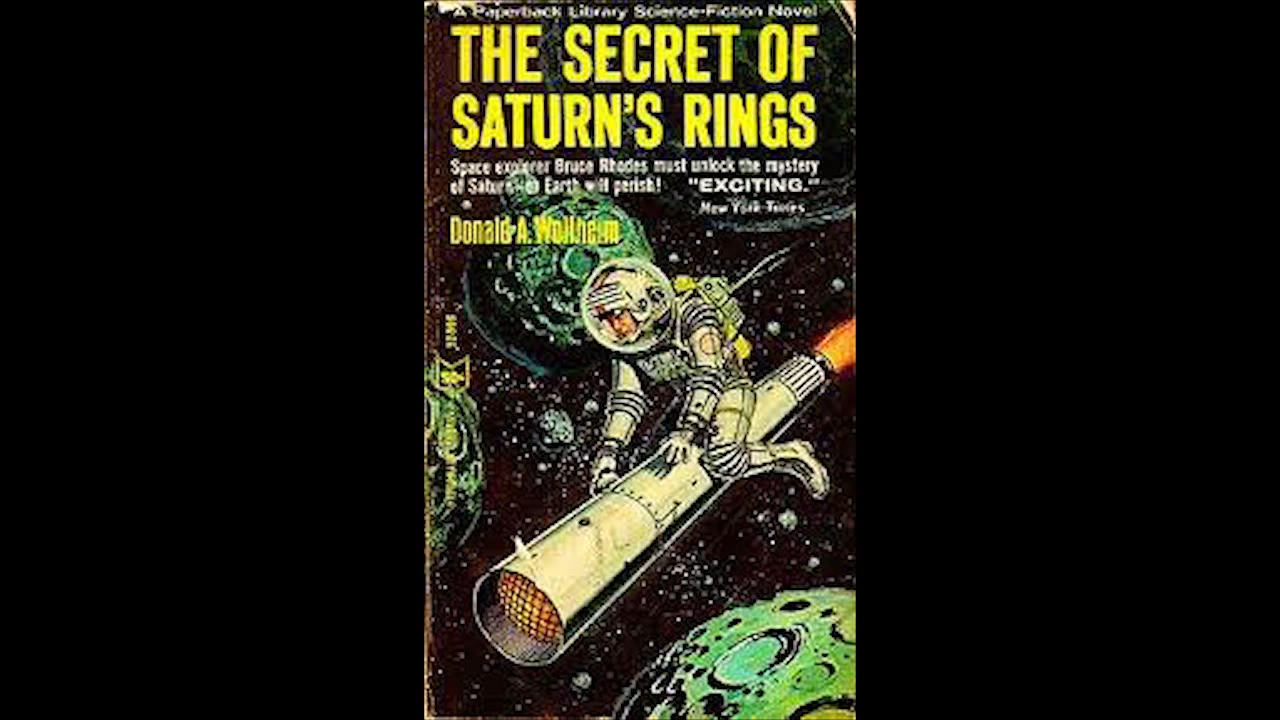 A Paperback Library Science-Fiction Novel
THE SECRET OF
SATURN'S RINGS
Space explorer Bruce Rhodes must unlock the mystery
of Saturn—or Earth will perish! "EXCITING."
New York Times
Donald A. Wollheim